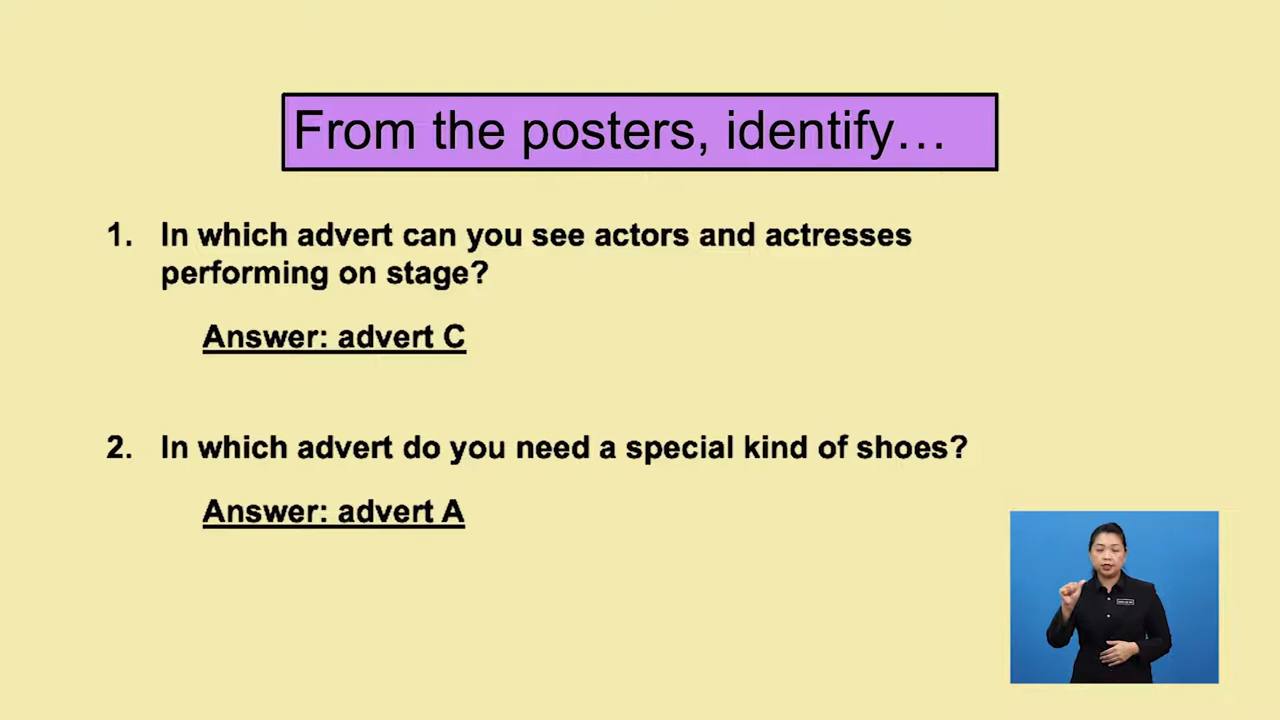 From the posters, identify…
1. In which advert can you see actors and actresses
performing on stage?
Answer: advert C
2. In which advert do you need a special kind of shoes?
Answer: advert A